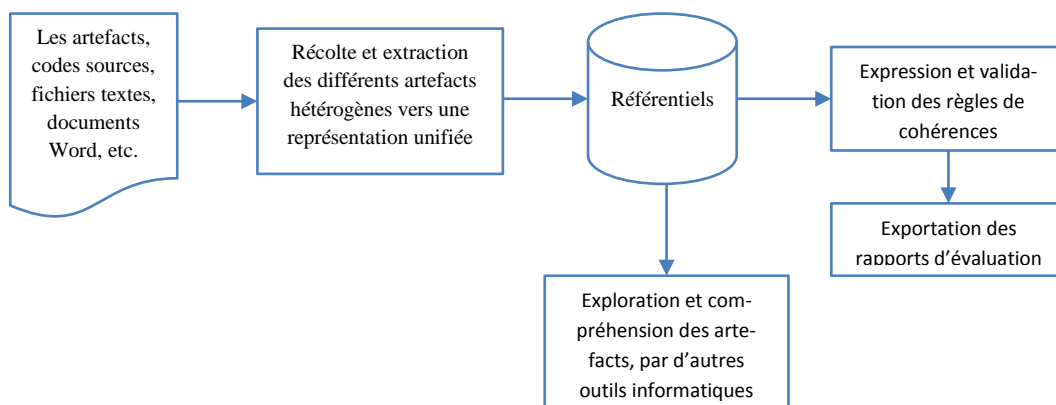 Les artefacts,
codes sources,
fichiers textes,
documents
Word, etc.
Récolte et extraction
des différents artefacts
hétérogènes vers une
représentation unifiée
Référentiels
Expression et valida-
tion des règles de
cohérences
Exportation des
rapports d’évaluation
Exploration et com-
préhension des arte-
facts, par d’autres
outils informatiques